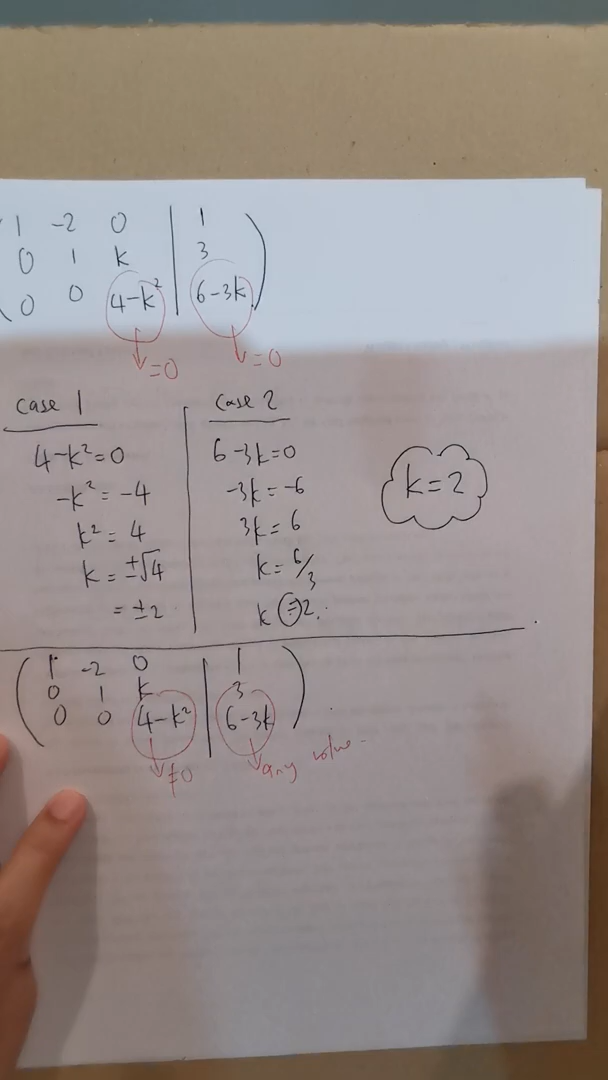 1 -2 0 | 1
0 1 k | 3
0 0 4-k² | 6-3k
↓=0 ↓=0
case 1
4-k²=0
-k² = -4
k² = 4
k = ±√4
= ±2
Case 2
6-3k=0
-3k = -6
3k = 6
k = 6/3
k = 2.
k = 2
1 -2 0 | 1
0 1 k | 3
0 0 4-k² | 6-3k
↓≠0 ↓any value